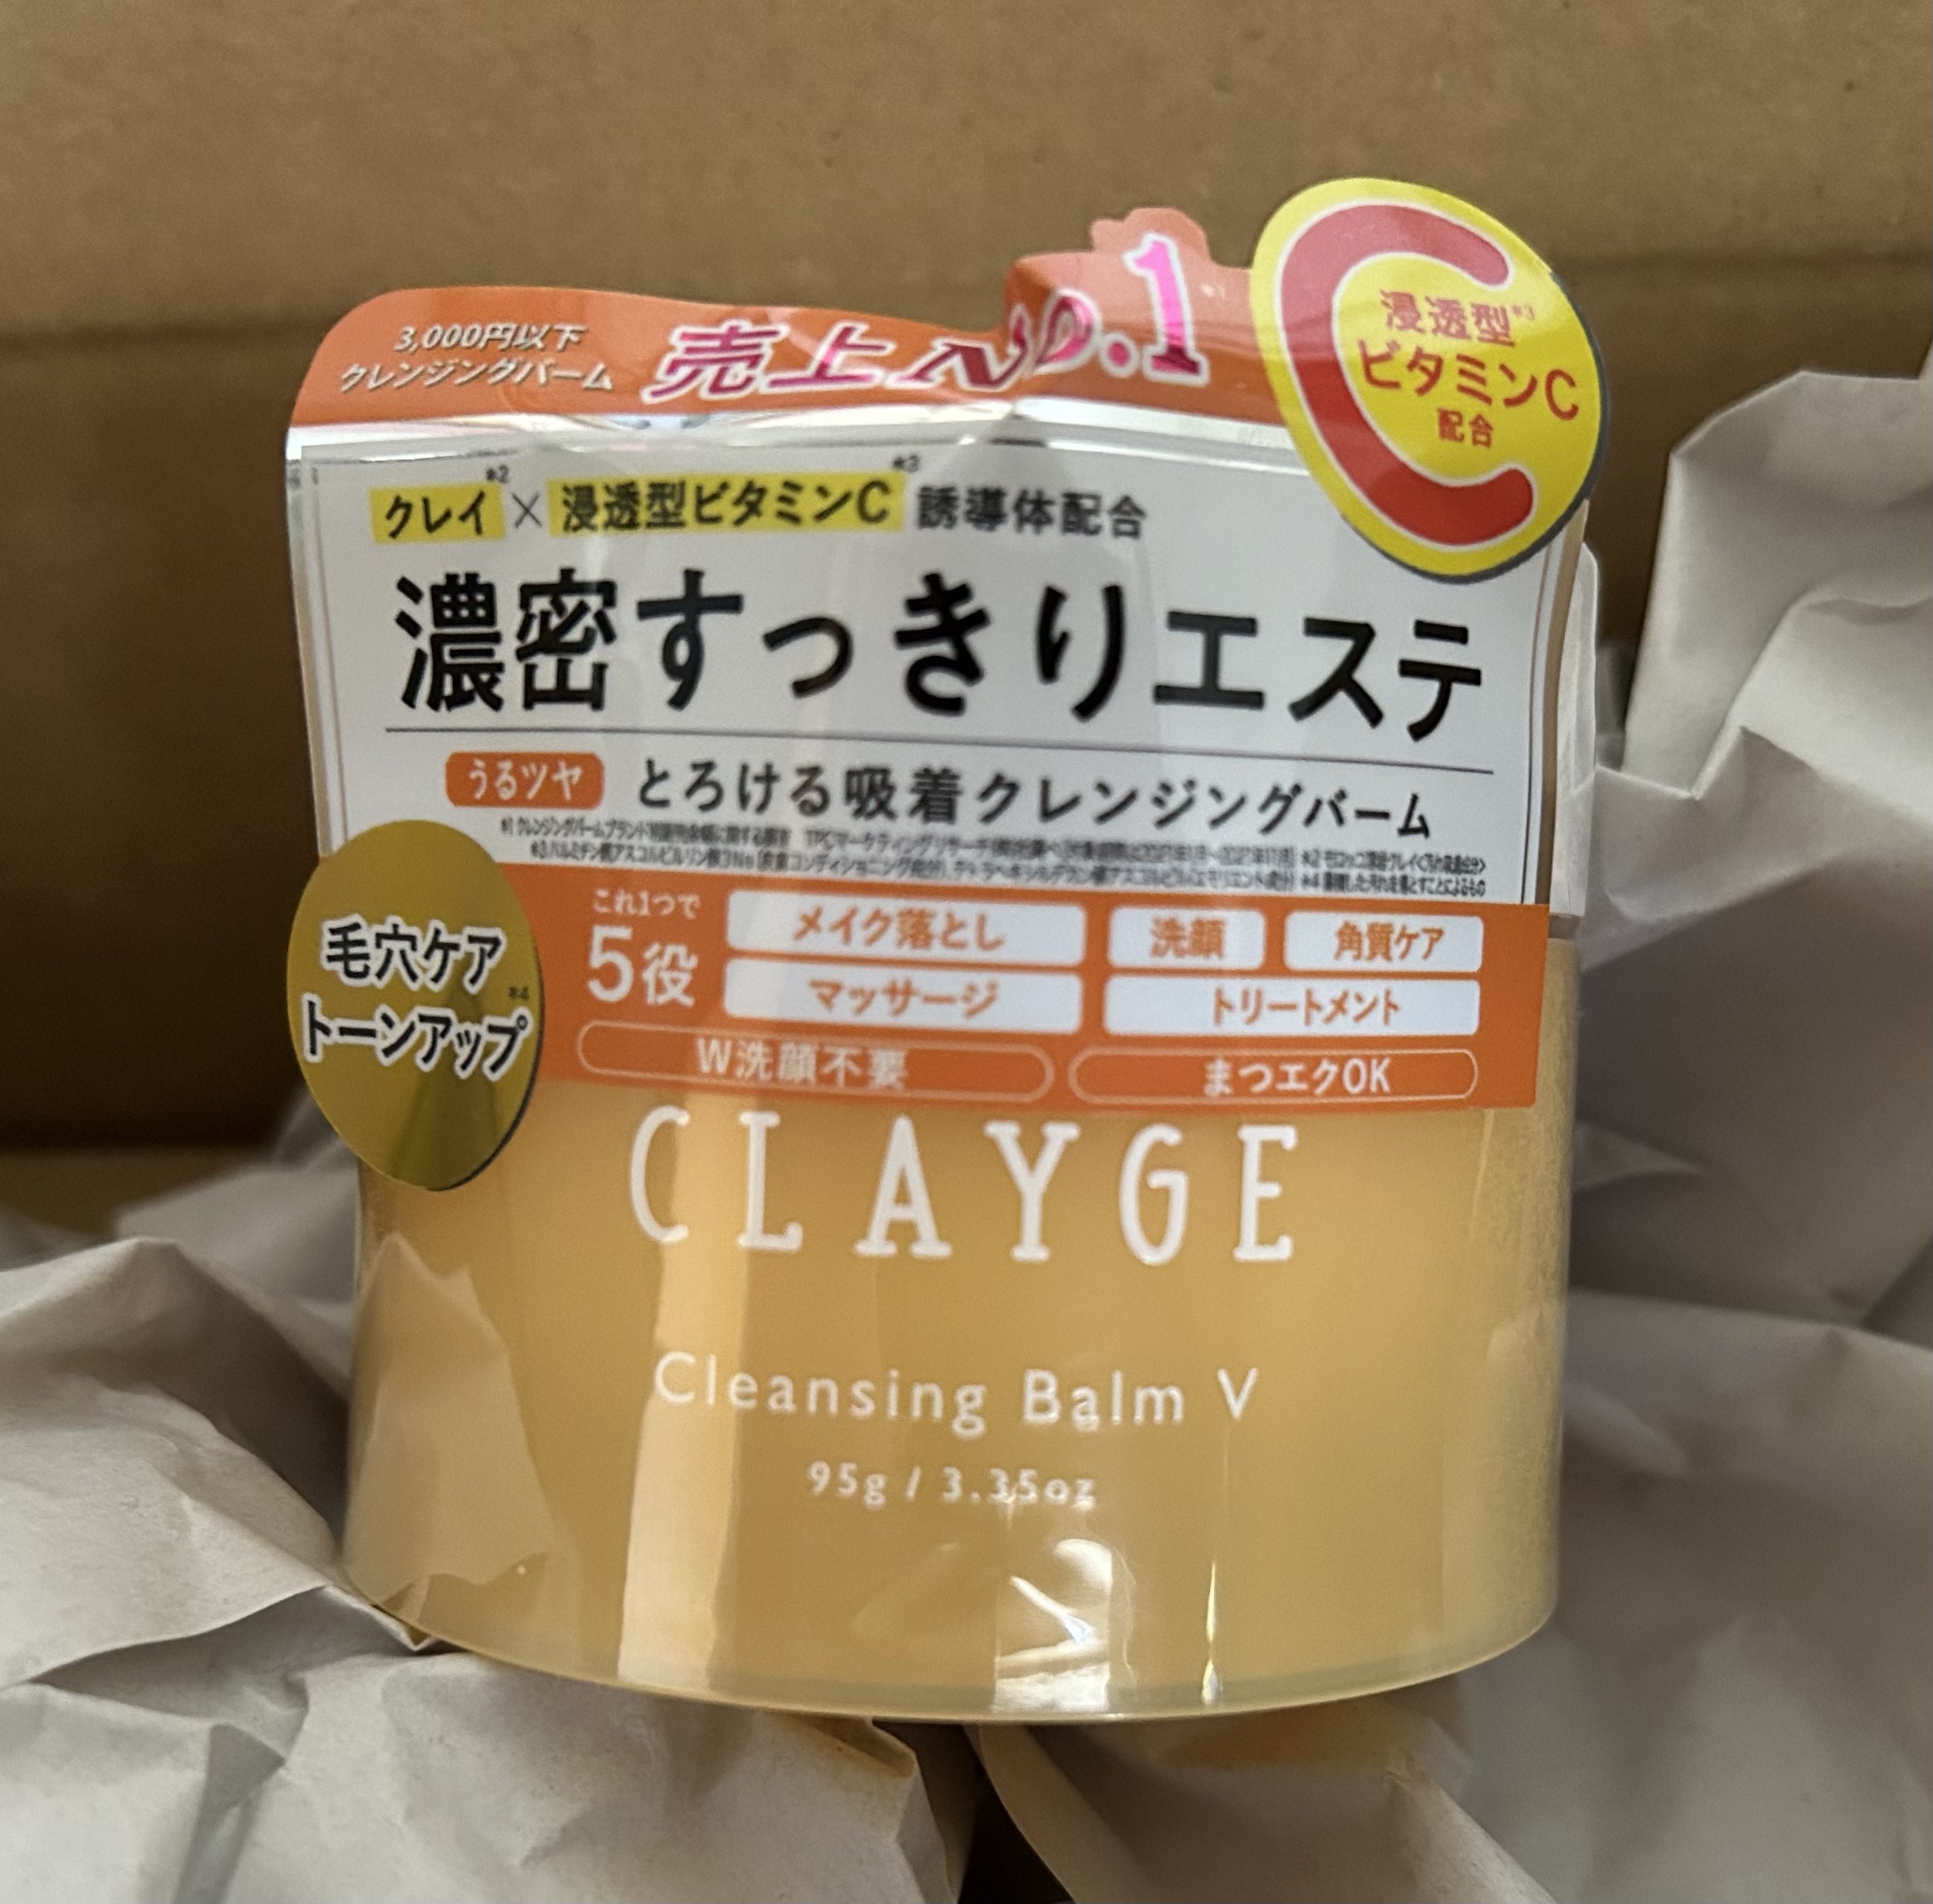 3,000円以下
クレンジングバーム
売上No.1 *1
浸透型*3
ビタミンC
配合
クレイ*2×浸透型ビタミンC*3誘導体配合
濃密すっきりエステ
うるツヤ とろける吸着クレンジングバーム
毛穴ケア
トーンアップ*4
これ1つで
5役
メイク落とし 洗顔 角質ケア
マッサージ トリートメント
W洗顔不要 まつエクOK
CLAYGE
Cleansing Balm V
95g / 3.35oz